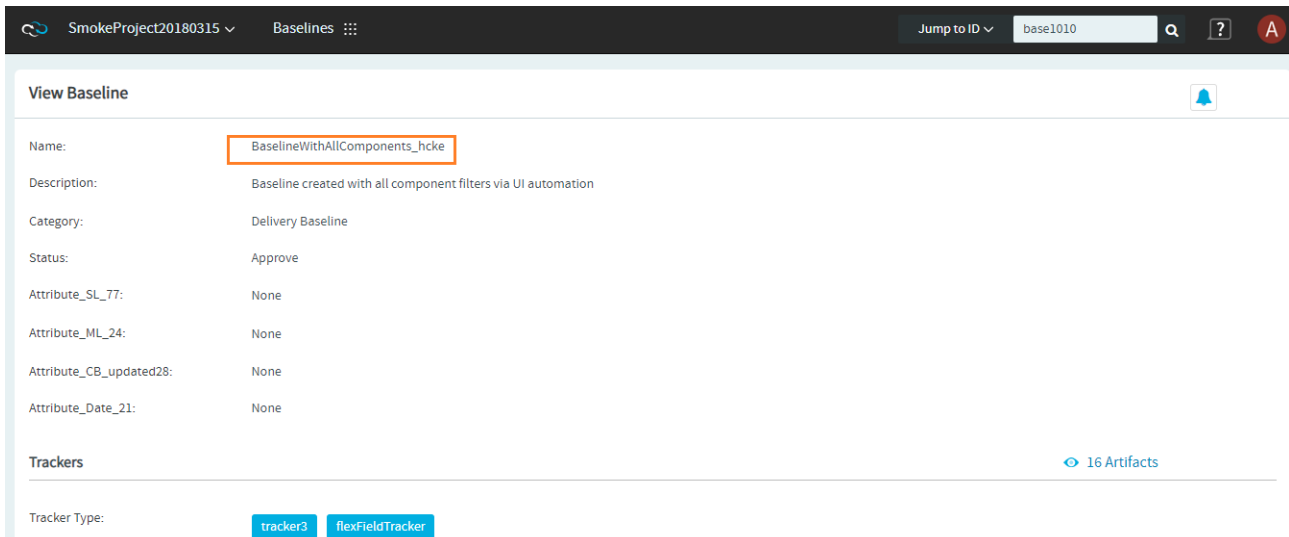 SmokeProject20180315 Baselines Jump to ID base1010 ? A
View Baseline
Name: BaselineWithAllComponents_hcke
Description: Baseline created with all component filters via UI automation
Category: Delivery Baseline
Status: Approve
Attribute_SL_77: None
Attribute_ML_24: None
Attribute_CB_updated28: None
Attribute_Date_21: None
Trackers 16 Artifacts
Tracker Type: tracker3 flexFieldTracker